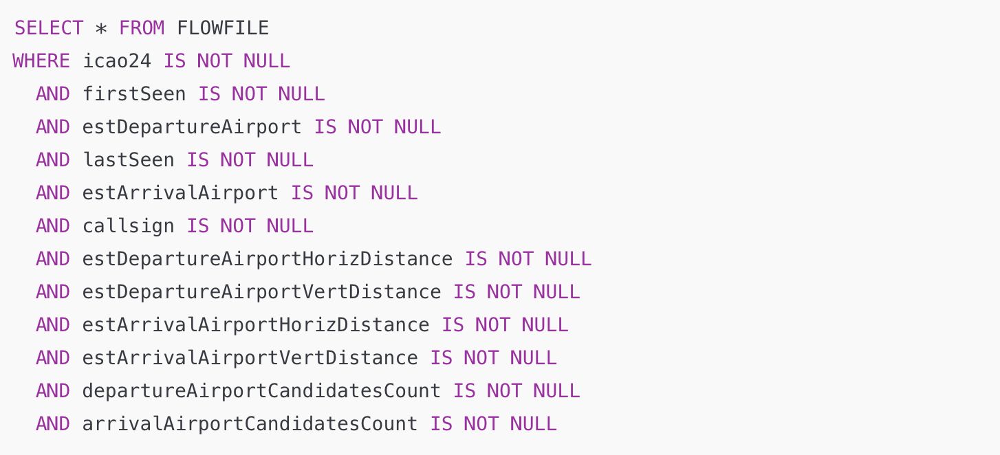 SELECT * FROM FLOWFILE
WHERE icao24 IS NOT NULL
AND firstSeen IS NOT NULL
AND estDepartureAirport IS NOT NULL
AND lastSeen IS NOT NULL
AND estArrivalAirport IS NOT NULL
AND callsign IS NOT NULL
AND estDepartureAirportHorizDistance IS NOT NULL
AND estDepartureAirportVertDistance IS NOT NULL
AND estArrivalAirportHorizDistance IS NOT NULL
AND estArrivalAirportVertDistance IS NOT NULL
AND departureAirportCandidatesCount IS NOT NULL
AND arrivalAirportCandidatesCount IS NOT NULL